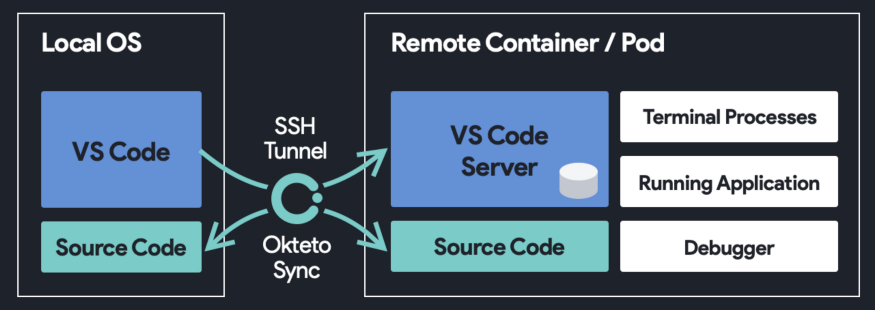 Local OS
VS Code
Source Code
SSH
Tunnel
Okteto
Sync
Remote Container / Pod
VS Code
Server
Source Code
Terminal Processes
Running Application
Debugger